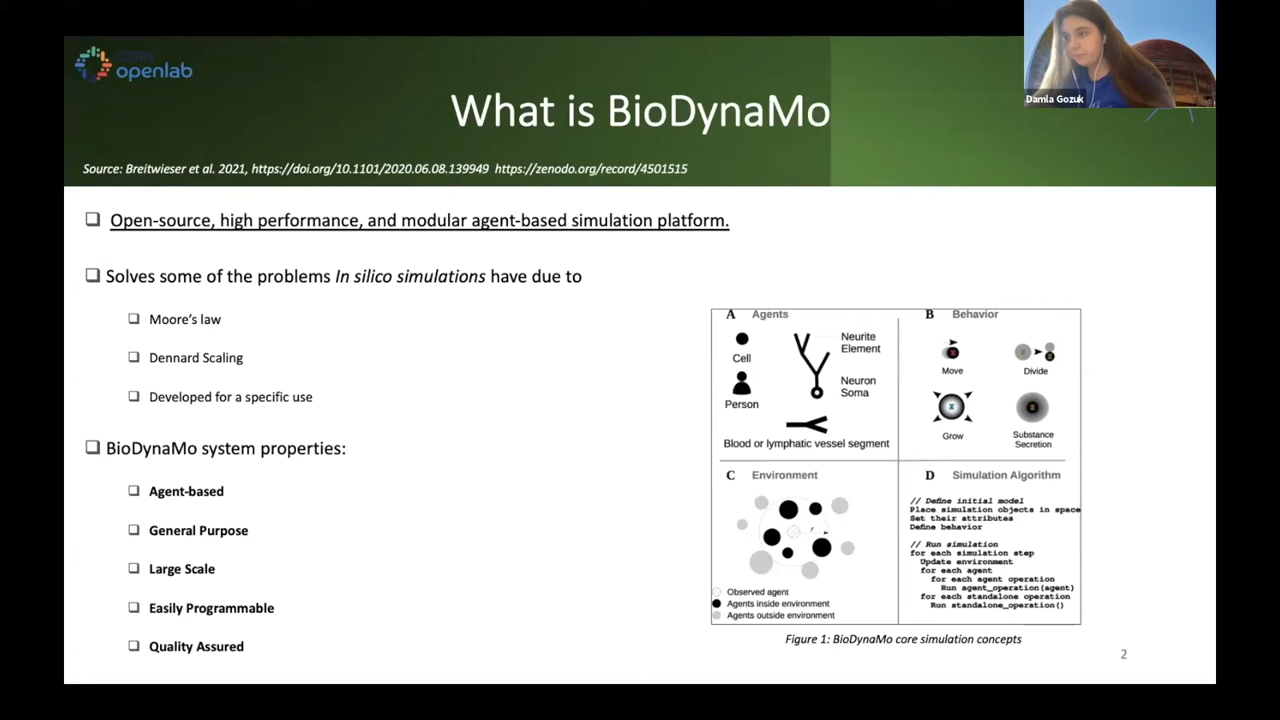 CERN
openlab
Damla Gozuk
What is BioDynaMo
Source: Breitwieser et al. 2021, https://doi.org/10.1101/2020.06.08.139949 https://zenodo.org/record/4501515
Open-source, high performance, and modular agent-based simulation platform.
Solves some of the problems In silico simulations have due to
Moore's law
Dennard Scaling
Developed for a specific use
BioDynaMo system properties:
Agent-based
General Purpose
Large Scale
Easily Programmable
Quality Assured
A Agents
Cell
Person
Neurite
Element
Neuron
Soma
Blood or lymphatic vessel segment
B Behavior
Move
Divide
Grow
Substance
Secretion
C Environment
r
Observed agent
Agents inside environment
Agents outside environment
D Simulation Algorithm
// Define initial model
Place simulation objects in space
Set their attributes
Define behavior
// Run simulation
for each simulation step
Update environment
for each agent
for each agent operation
Run agent_operation(agent)
for each standalone operation
Run standalone_operation()
Figure 1: BioDynaMo core simulation concepts
2